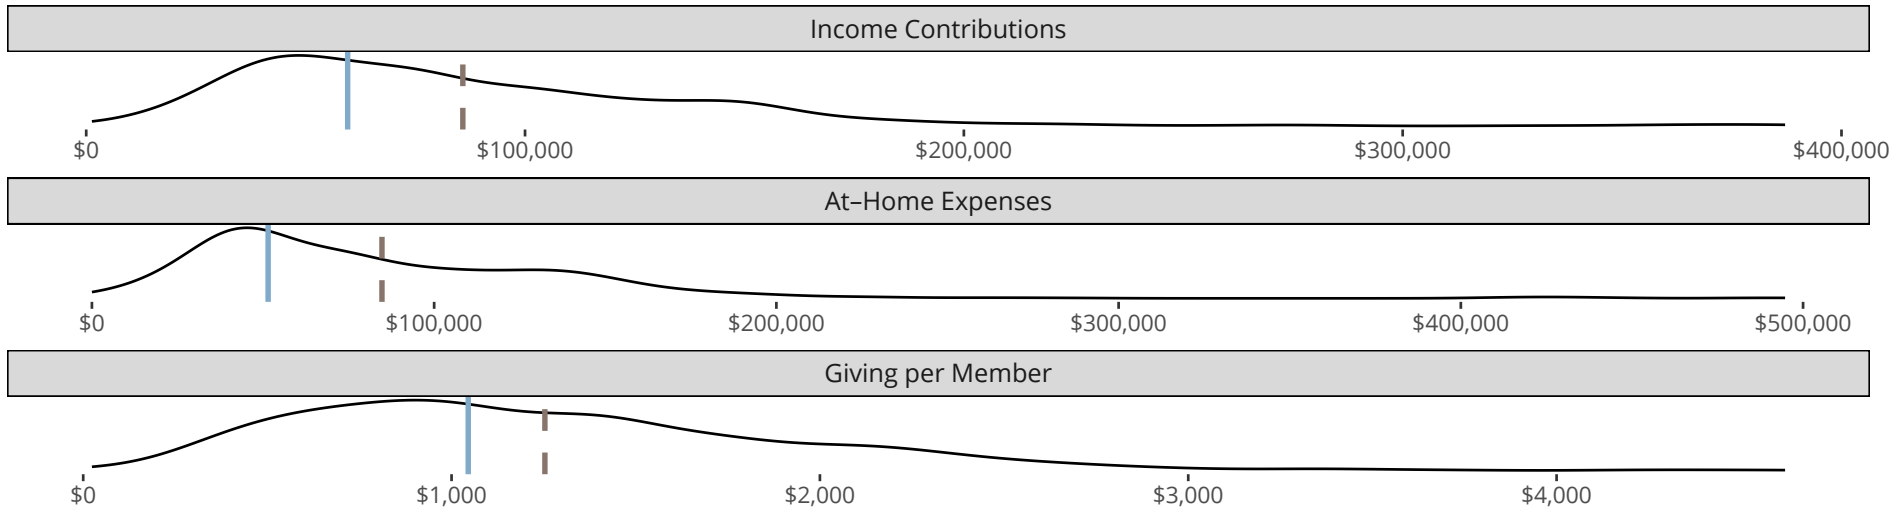 Income Contributions
$0 $100,000 $200,000 $300,000 $400,000
At–Home Expenses
$0 $100,000 $200,000 $300,000 $400,000 $500,000
Giving per Member
$0 $1,000 $2,000 $3,000 $4,000